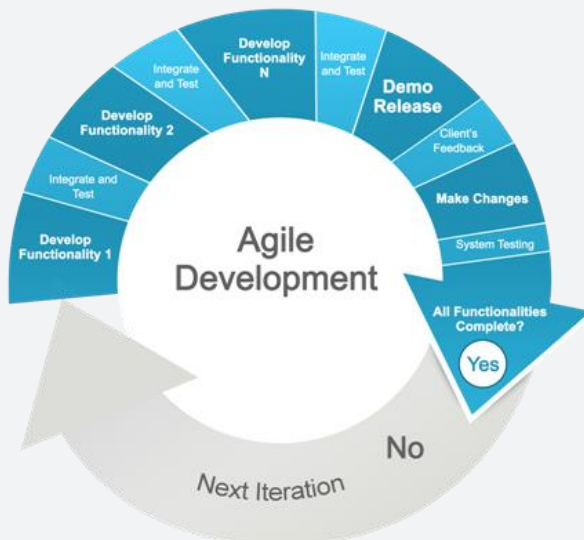 Develop
Functionality 1
Integrate and
Test
Develop
Functionality 2
Integrate
and Test
Develop
Functionality
N
Integrate
and Test
Demo
Release
Client's
Feedback
Make Changes
System Testing
All Functionalities
Complete?
Yes
No
Next Iteration
Agile
Development